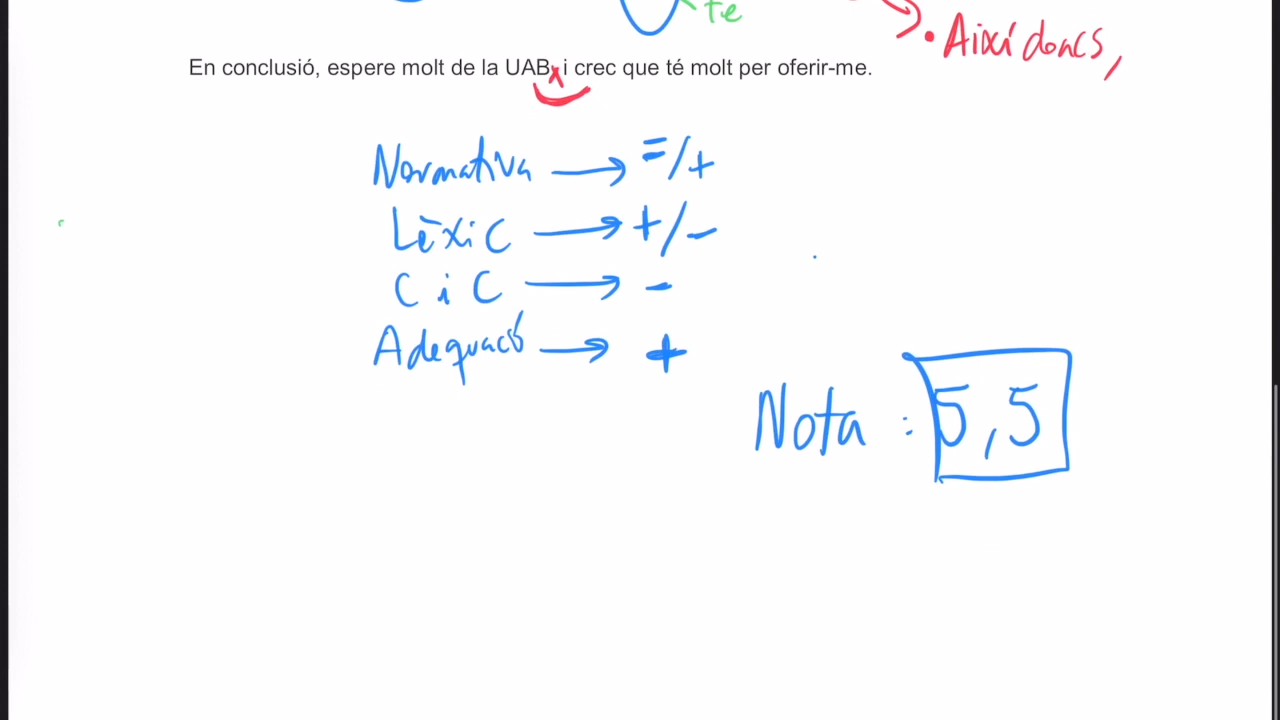 te
• Així doncs,
En conclusió, espere molt de la UAB i crec que té molt per oferir-me.
Normativa → =/+
Lèxic → +/-
C i C → -
Adequació → +
Nota : 5,5